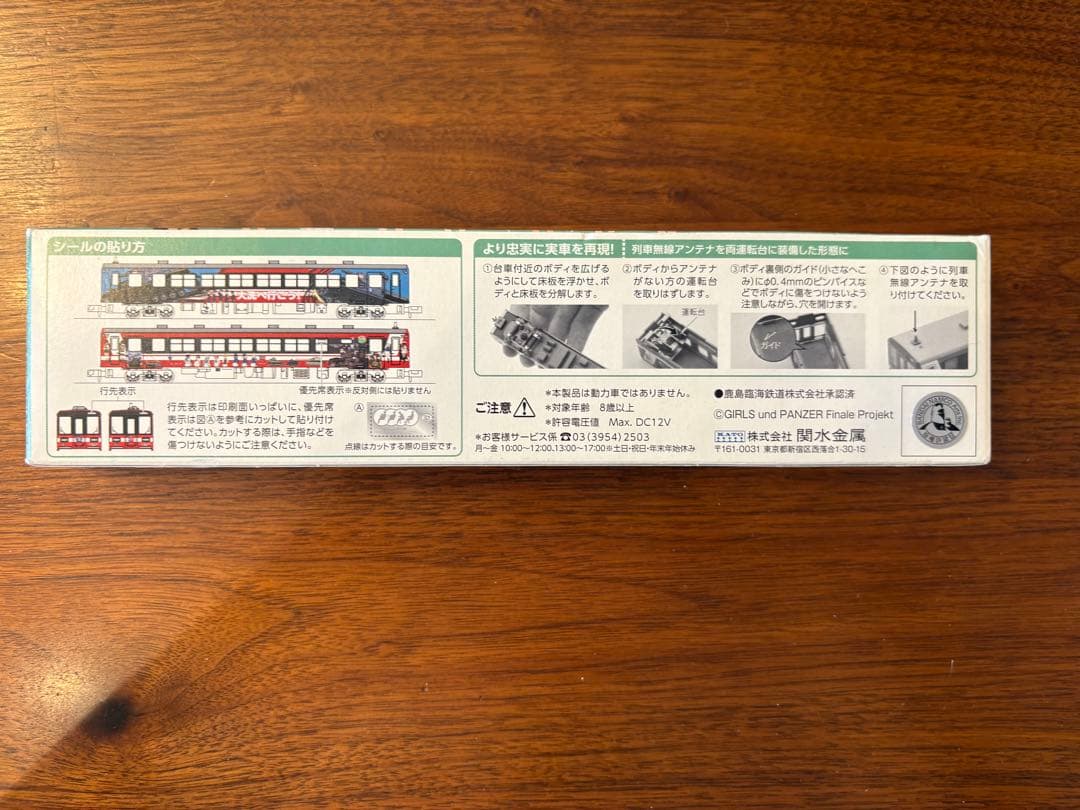 シールの貼り方
大洗へ行こう
行先表示
優先席表示※反対側には貼りません
行先表示は印刷面いっぱいに、優先席
表示は図Ⓐを参考にカットして貼り付け
てください。カットする際は、手指などを
傷つけないようにご注意ください。
Ⓐ
点線はカットする際の目安です。
より忠実に実車を再現! 列車無線アンテナを両運転台に装備した形態に
①台車付近のボディを広げる
ようにして床板を浮かせ、ボ
ディと床板を分解します。
②ボディからアンテナ
がない方の運転台
を取りはずします。
運転台
③ボディ裏側のガイド(小さなへこ
み)にφ0.4mmのピンバイスな
どでボディに傷をつけないよう
注意しながら、穴を開けます。
ガイド
④下図のように列車
無線アンテナを取
り付けてください。
ご注意
*本製品は動力車ではありません。
*対象年齢 8歳以上
*許容電圧値 Max. DC12V
*お客様サービス係 ☎03(3954)2503
月~金 10:00~12:00、13:00~17:00※土日・祝日・年末年始休み
●鹿島臨海鉄道株式会社承認済
ⒸGIRLS und PANZER Finale Projekt
KATO 株式会社 関水金属
〒161-0031 東京都新宿区西落合1-30-15